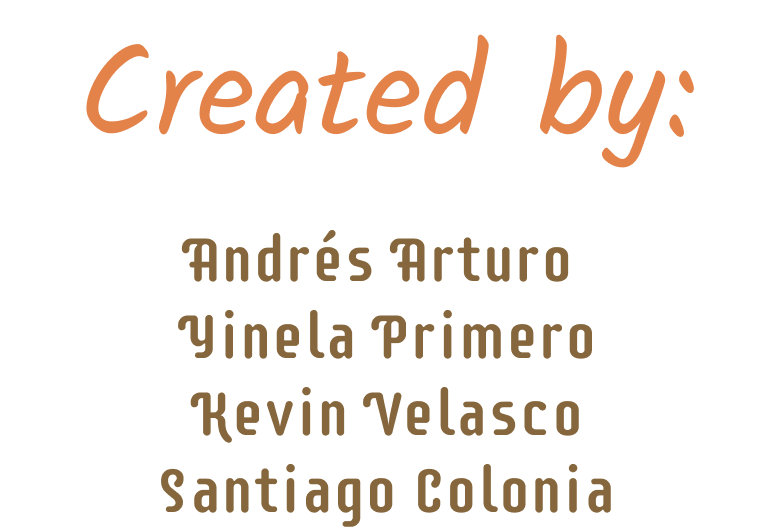 Created by:
Andrés Arturo
Yinela Primero
Kevin Velasco
Santiago Colonia